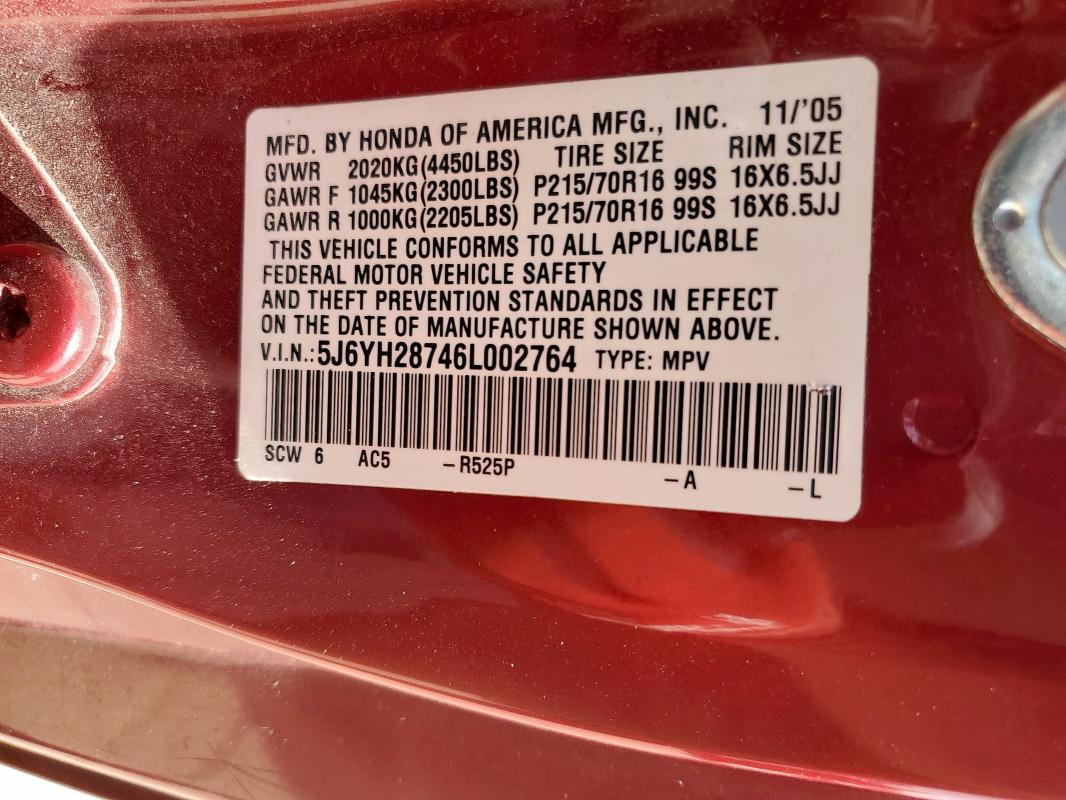 MFD. BY HONDA OF AMERICA MFG., INC. 11/'05
GVWR 2020KG(4450LBS) TIRE SIZE RIM SIZE
GAWR F 1045KG(2300LBS) P215/70R16 99S 16X6.5JJ
GAWR R 1000KG(2205LBS) P215/70R16 99S 16X6.5JJ
THIS VEHICLE CONFORMS TO ALL APPLICABLE
FEDERAL MOTOR VEHICLE SAFETY
AND THEFT PREVENTION STANDARDS IN EFFECT
ON THE DATE OF MANUFACTURE SHOWN ABOVE.
V.I.N.:5J6YH28746L002764 TYPE: MPV
SCW 6 AC5 –R525P –A –L